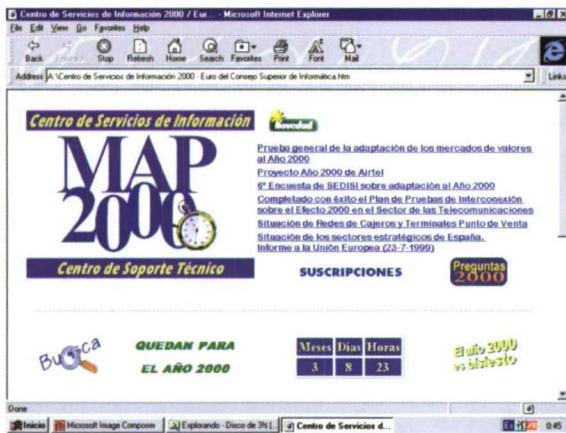 Centro de Servicios de Información 2000 / Eur... - Microsoft Internet Explorer
File Edit View Go Favorites Help
Back Forward Stop Refresh Home Search Favorites Print Font Mail
Address A:\Centro de Servicios de Información 2000 - Euro del Consejo Superior de Informática.htm Links
Centro de Servicios de Información
Novedad
MAP
2000
Centro de Soporte Técnico
Prueba general de la adaptación de los mercados de valores
al Año 2000
Proyecto Año 2000 de Airtel
6ª Encuesta de SEDISI sobre adaptación al Año 2000
Completado con éxito el Plan de Pruebas de Interconexión
sobre el Efecto 2000 en el Sector de las Telecomunicaciones
Situación de Redes de Cajeros y Terminales Punto de Venta
Situación de los sectores estratégicos de España.
Informe a la Unión Europea (23-7-1999)
SUSCRIPCIONES
Preguntas
2000
Busca
QUEDAN PARA
EL AÑO 2000
Meses Dias Horas
3 8 23
El año 2000
es bisiesto
Done
Inicio Microsoft Image Composer Explorando - Disco de 3½ (... Centro de Servicios d... Es 0:45